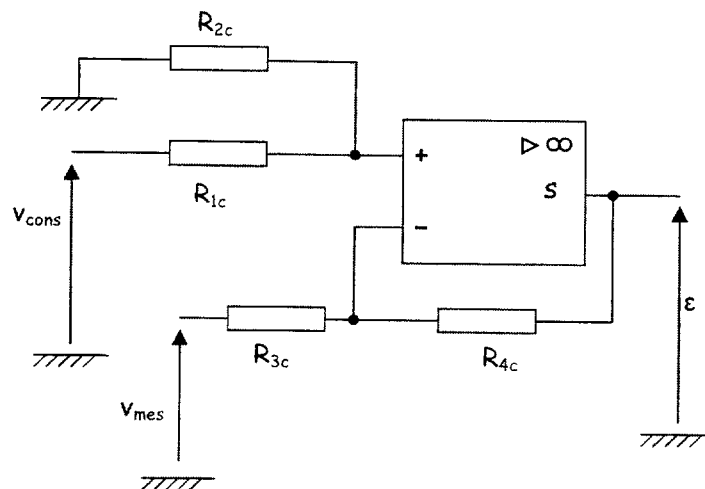 R2c
R1c
Vcons
+
▷ ∞
S
-
R3c
R4c
Vmes
ε